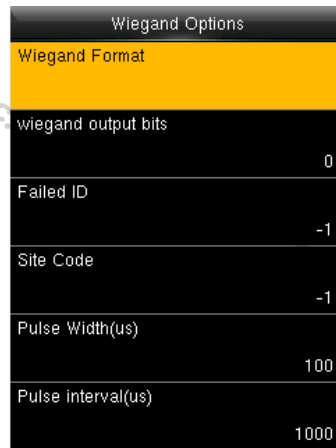 Wiegand Options
Wiegand Format
wiegand output bits
0
Failed ID
-1
Site Code
-1
Pulse Width(us)
100
Pulse interval(us)
1000